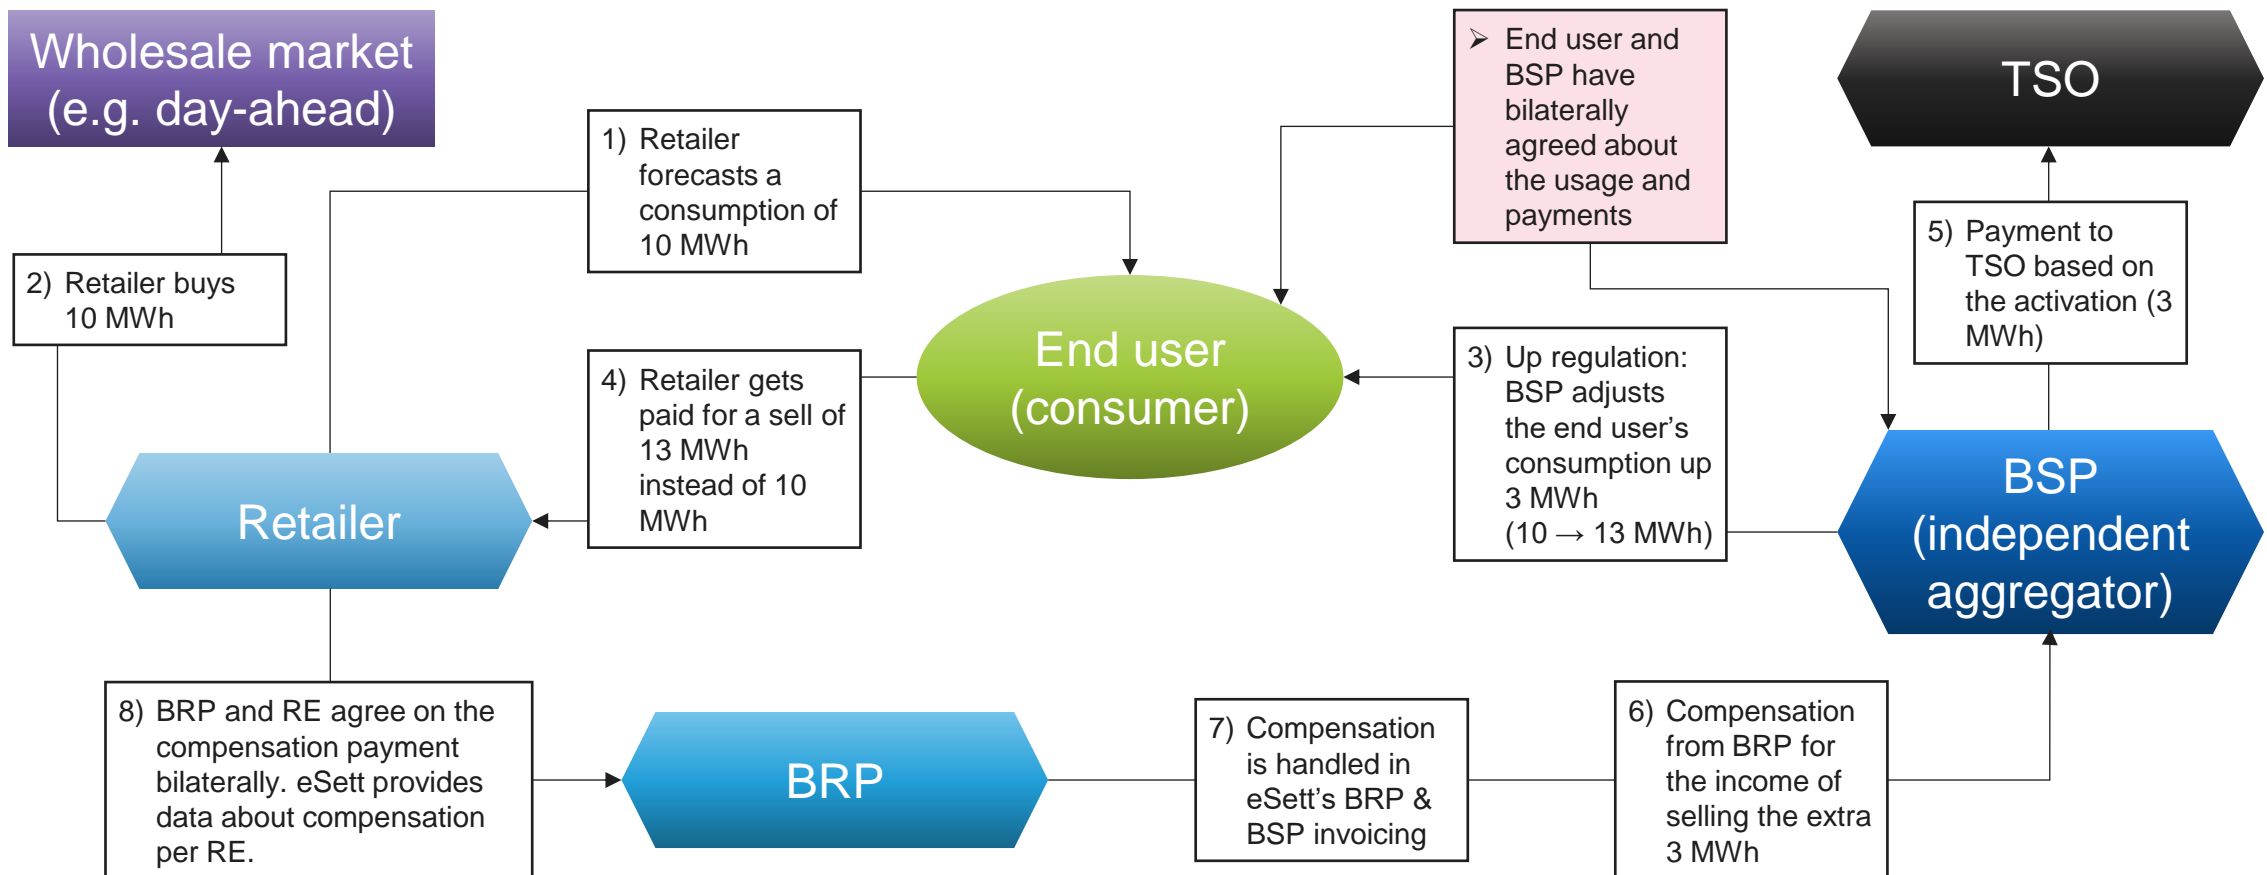 Wholesale market
(e.g. day-ahead)
1) Retailer
forecasts a
consumption of
10 MWh
➢ End user and
BSP have
bilaterally
agreed about
the usage and
payments
TSO
2) Retailer buys
10 MWh
5) Payment to
TSO based on
the activation (3
MWh)
End user
(consumer)
4) Retailer gets
paid for a sell of
13 MWh
instead of 10
MWh
3) Up regulation:
BSP adjusts
the end user’s
consumption up
3 MWh
(10 → 13 MWh)
Retailer
BSP
(independent
aggregator)
8) BRP and RE agree on the
compensation payment
bilaterally. eSett provides
data about compensation
per RE.
BRP
7) Compensation
is handled in
eSett’s BRP &
BSP invoicing
6) Compensation
from BRP for
the income of
selling the extra
3 MWh